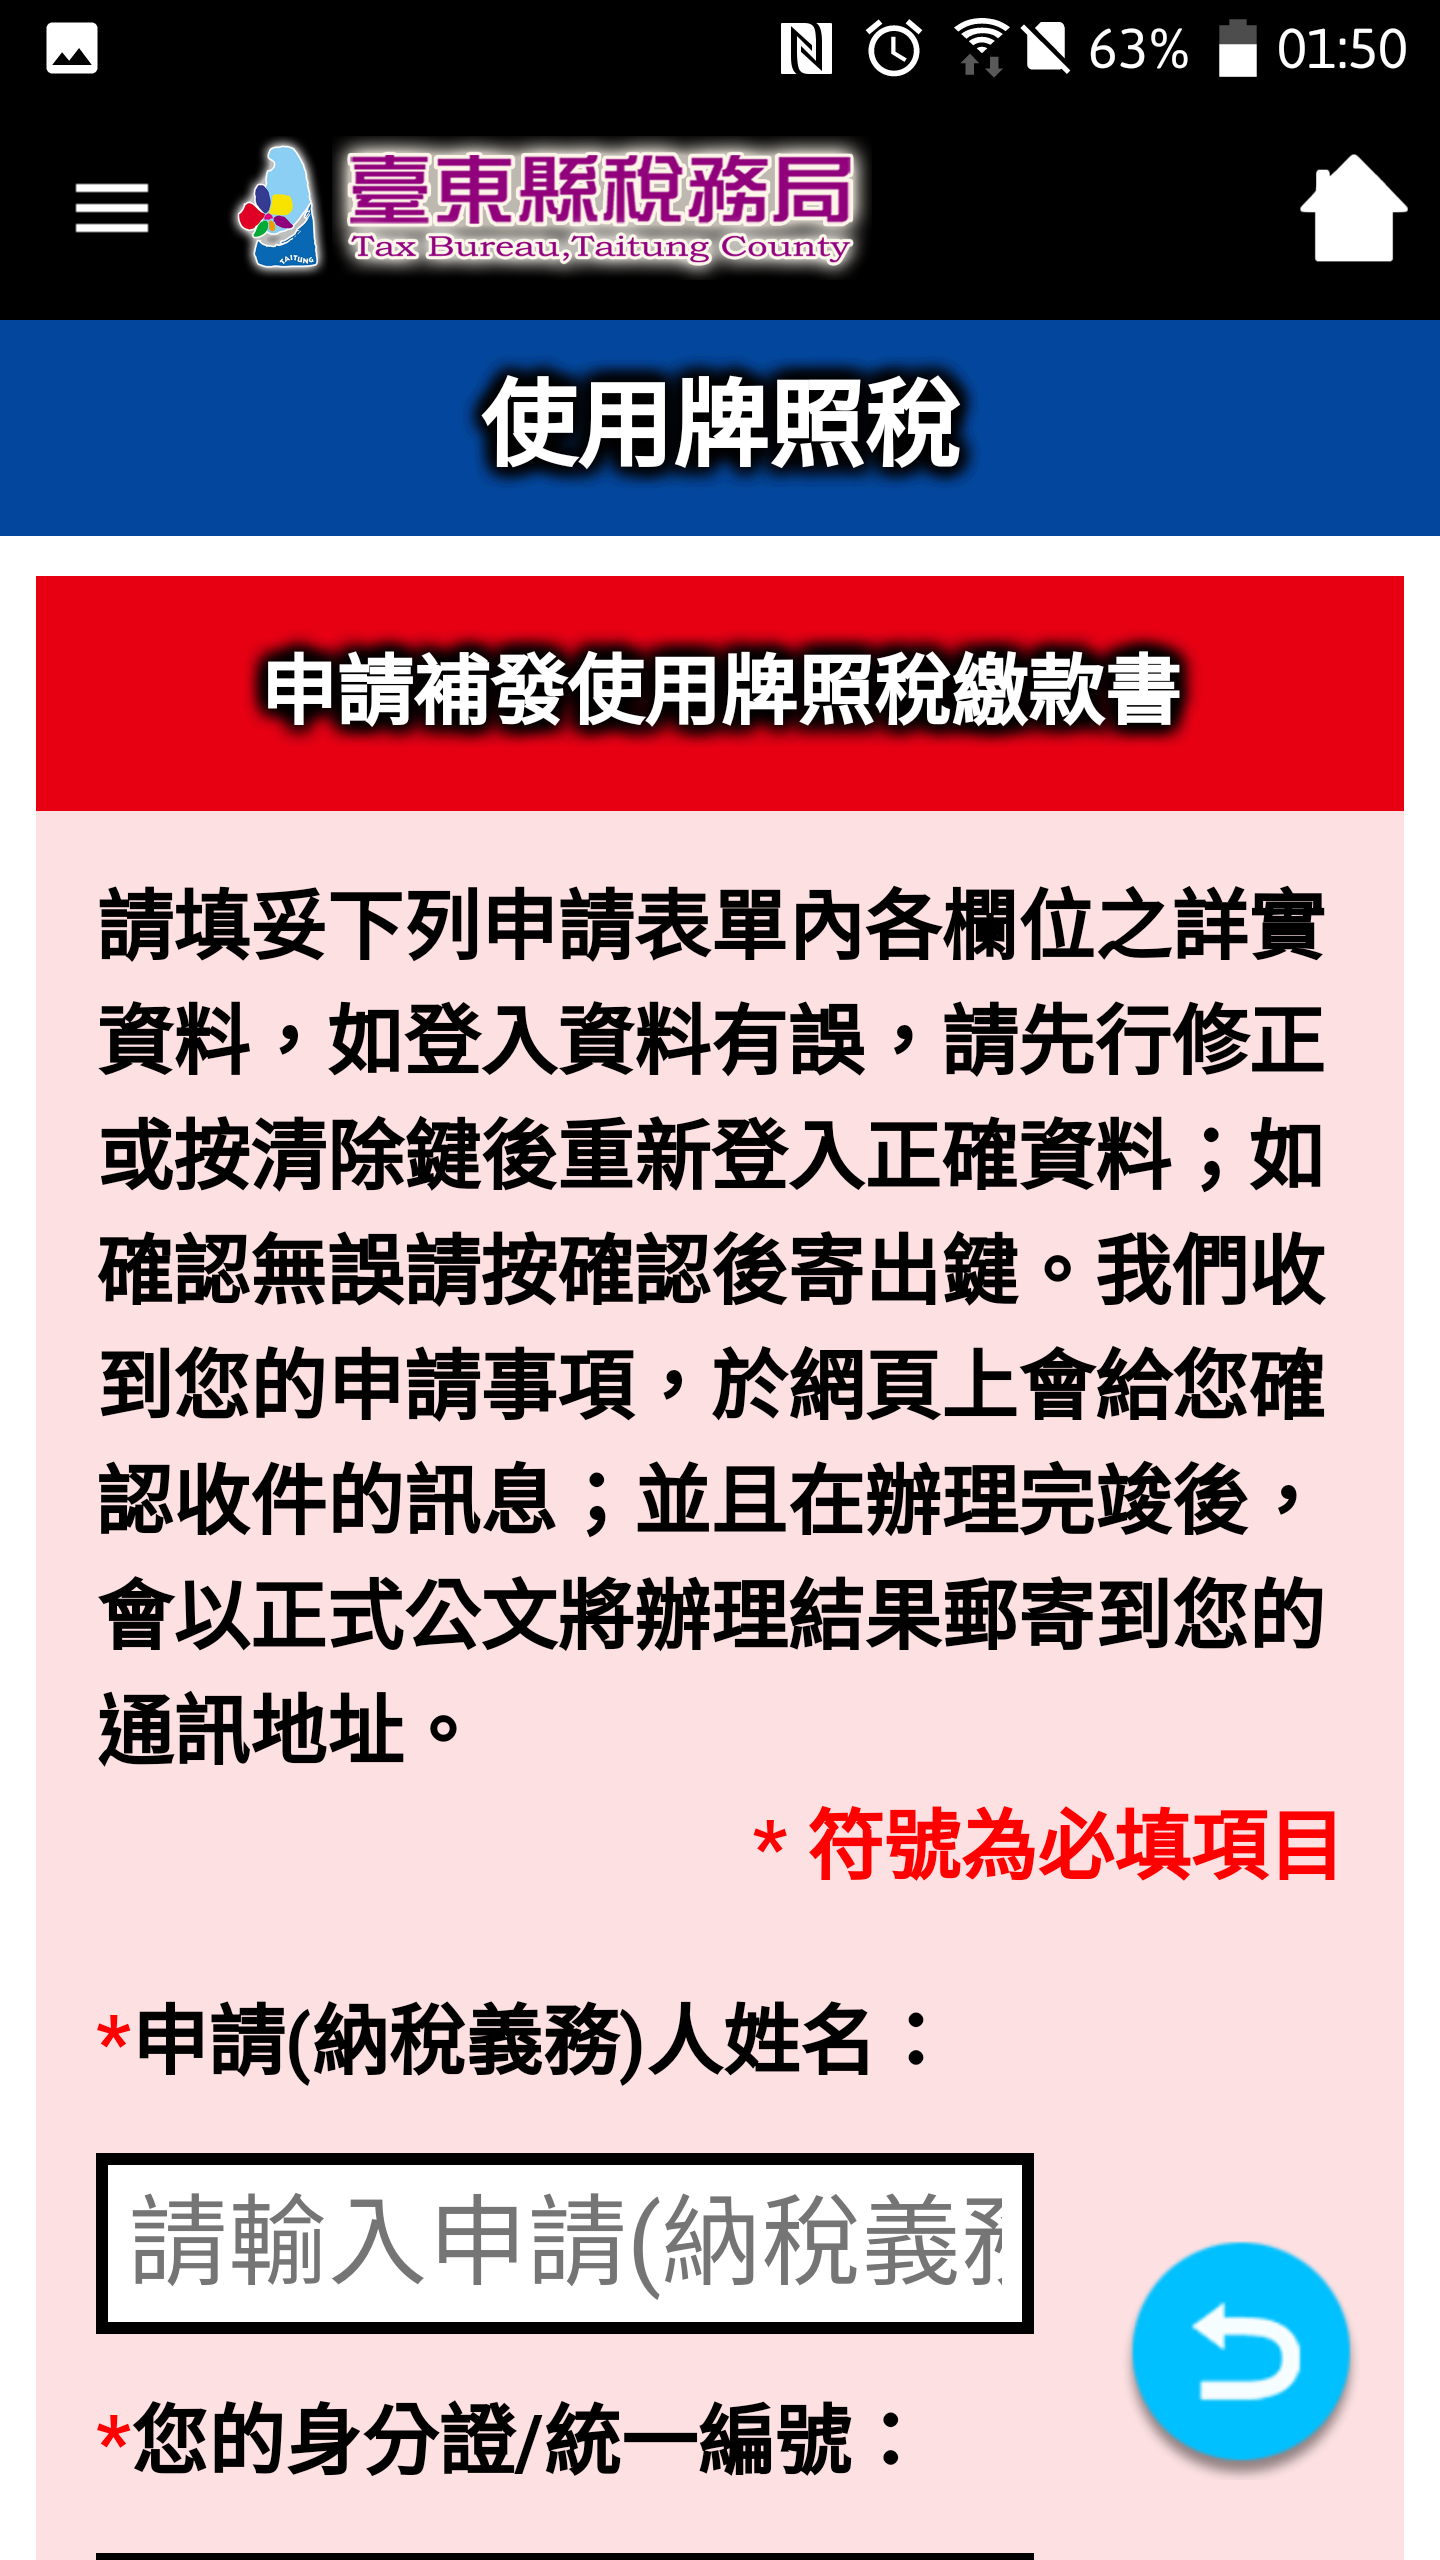 63% 01:50
臺東縣稅務局
Tax Bureau,Taitung County
TAITUNG
使用牌照稅
申請補發使用牌照稅繳款書
請填妥下列申請表單內各欄位之詳實
資料，如登入資料有誤，請先行修正
或按清除鍵後重新登入正確資料；如
確認無誤請按確認後寄出鍵。我們收
到您的申請事項，於網頁上會給您確
認收件的訊息；並且在辦理完竣後，
會以正式公文將辦理結果郵寄到您的
通訊地址。
* 符號為必填項目
*申請(納稅義務)人姓名：
請輸入申請(納稅義務
*您的身分證/統一編號：